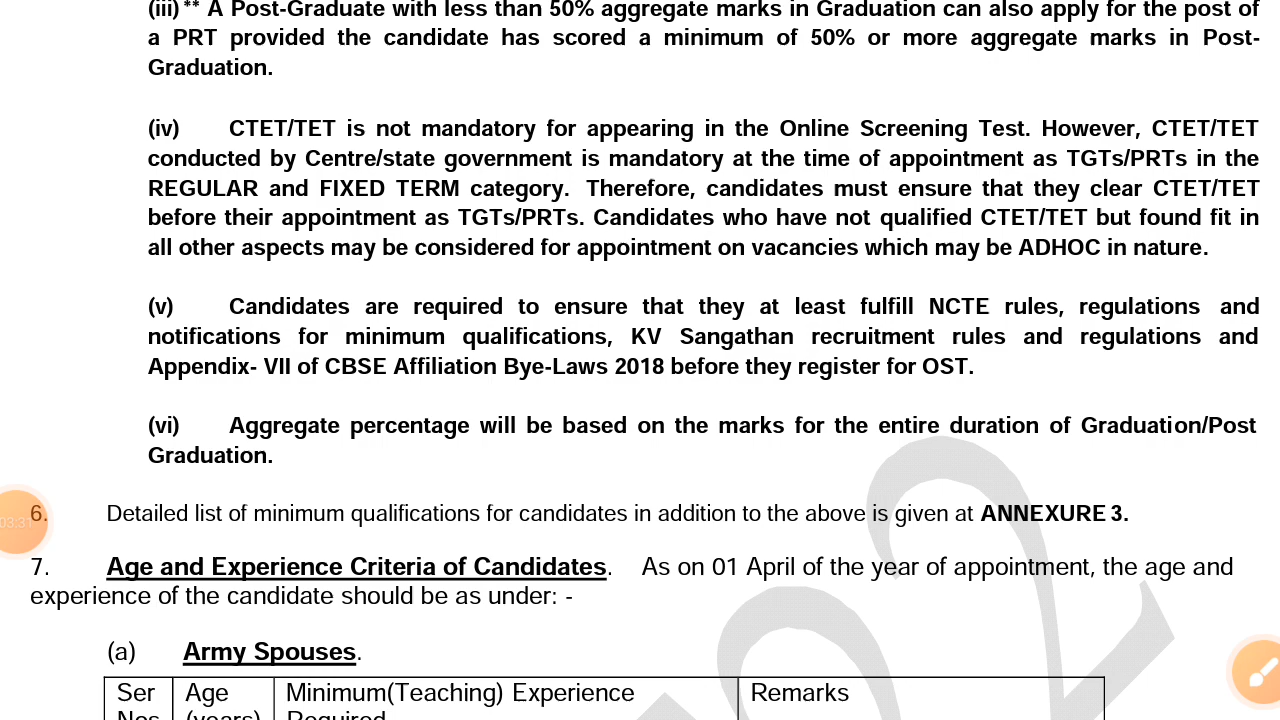 (iii) ** A Post-Graduate with less than 50% aggregate marks in Graduation can also apply for the post of
a PRT provided the candidate has scored a minimum of 50% or more aggregate marks in Post-
Graduation.
(iv) CTET/TET is not mandatory for appearing in the Online Screening Test. However, CTET/TET
conducted by Centre/state government is mandatory at the time of appointment as TGTs/PRTs in the
REGULAR and FIXED TERM category. Therefore, candidates must ensure that they clear CTET/TET
before their appointment as TGTs/PRTs. Candidates who have not qualified CTET/TET but found fit in
all other aspects may be considered for appointment on vacancies which may be ADHOC in nature.
(v) Candidates are required to ensure that they at least fulfill NCTE rules, regulations and
notifications for minimum qualifications, KV Sangathan recruitment rules and regulations and
Appendix- VII of CBSE Affiliation Bye-Laws 2018 before they register for OST.
(vi) Aggregate percentage will be based on the marks for the entire duration of Graduation/Post
Graduation.
03:31
6. Detailed list of minimum qualifications for candidates in addition to the above is given at ANNEXURE 3.
7. Age and Experience Criteria of Candidates. As on 01 April of the year of appointment, the age and
experience of the candidate should be as under: -
(a) Army Spouses.
Ser Age Minimum(Teaching) Experience Remarks
Nos (years) Required